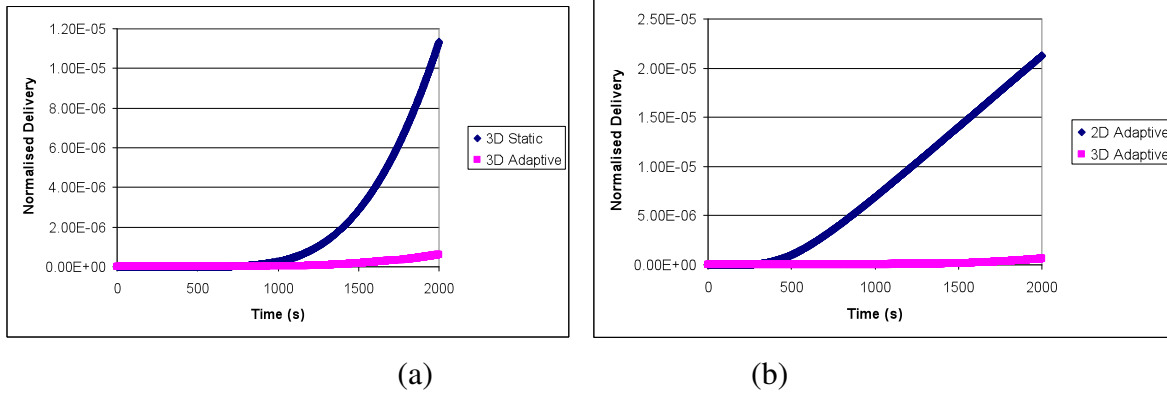 1.20E-05
1.00E-05
8.00E-06
6.00E-06
4.00E-06
2.00E-06
0.00E+00
Normalised Delivery
0 500 1000 1500 2000
Time (s)
3D Static
3D Adaptive
(a)
2.50E-05
2.00E-05
1.50E-05
1.00E-05
5.00E-06
0.00E+00
Normalised Delivery
0 500 1000 1500 2000
Time (s)
2D Adaptive
3D Adaptive
(b)